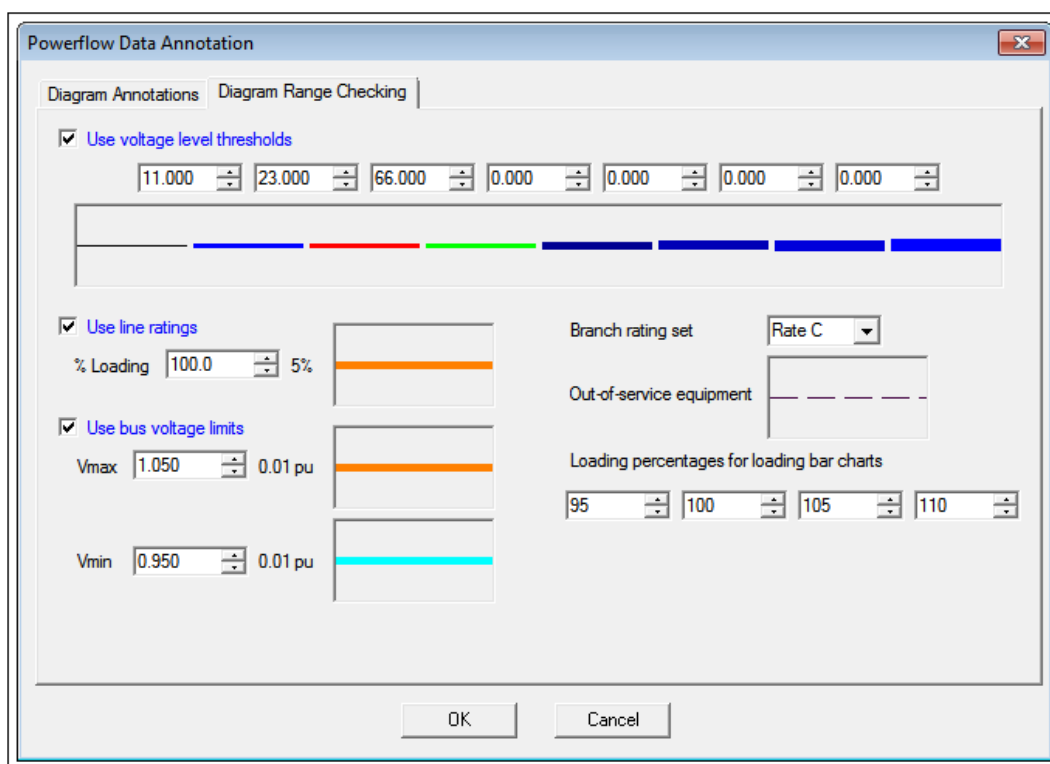 Powerflow Data Annotation
Diagram Annotations Diagram Range Checking
Use voltage level thresholds
11.000 23.000 66.000 0.000 0.000 0.000 0.000
Use line ratings
% Loading 100.0 5%
Branch rating set Rate C
Out-of-service equipment
Use bus voltage limits
Vmax 1.050 0.01 pu
Loading percentages for loading bar charts
95 100 105 110
Vmin 0.950 0.01 pu
OK Cancel